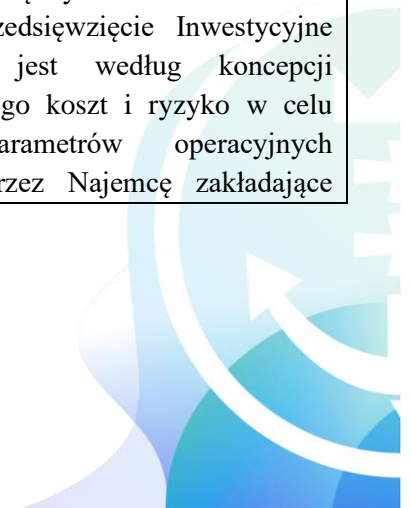 zedsięwzięcie Inwestycyjne
jest według koncepcji
go koszt i ryzyko w celu
arametrów operacyjnych
rzez Najemcę zakładające